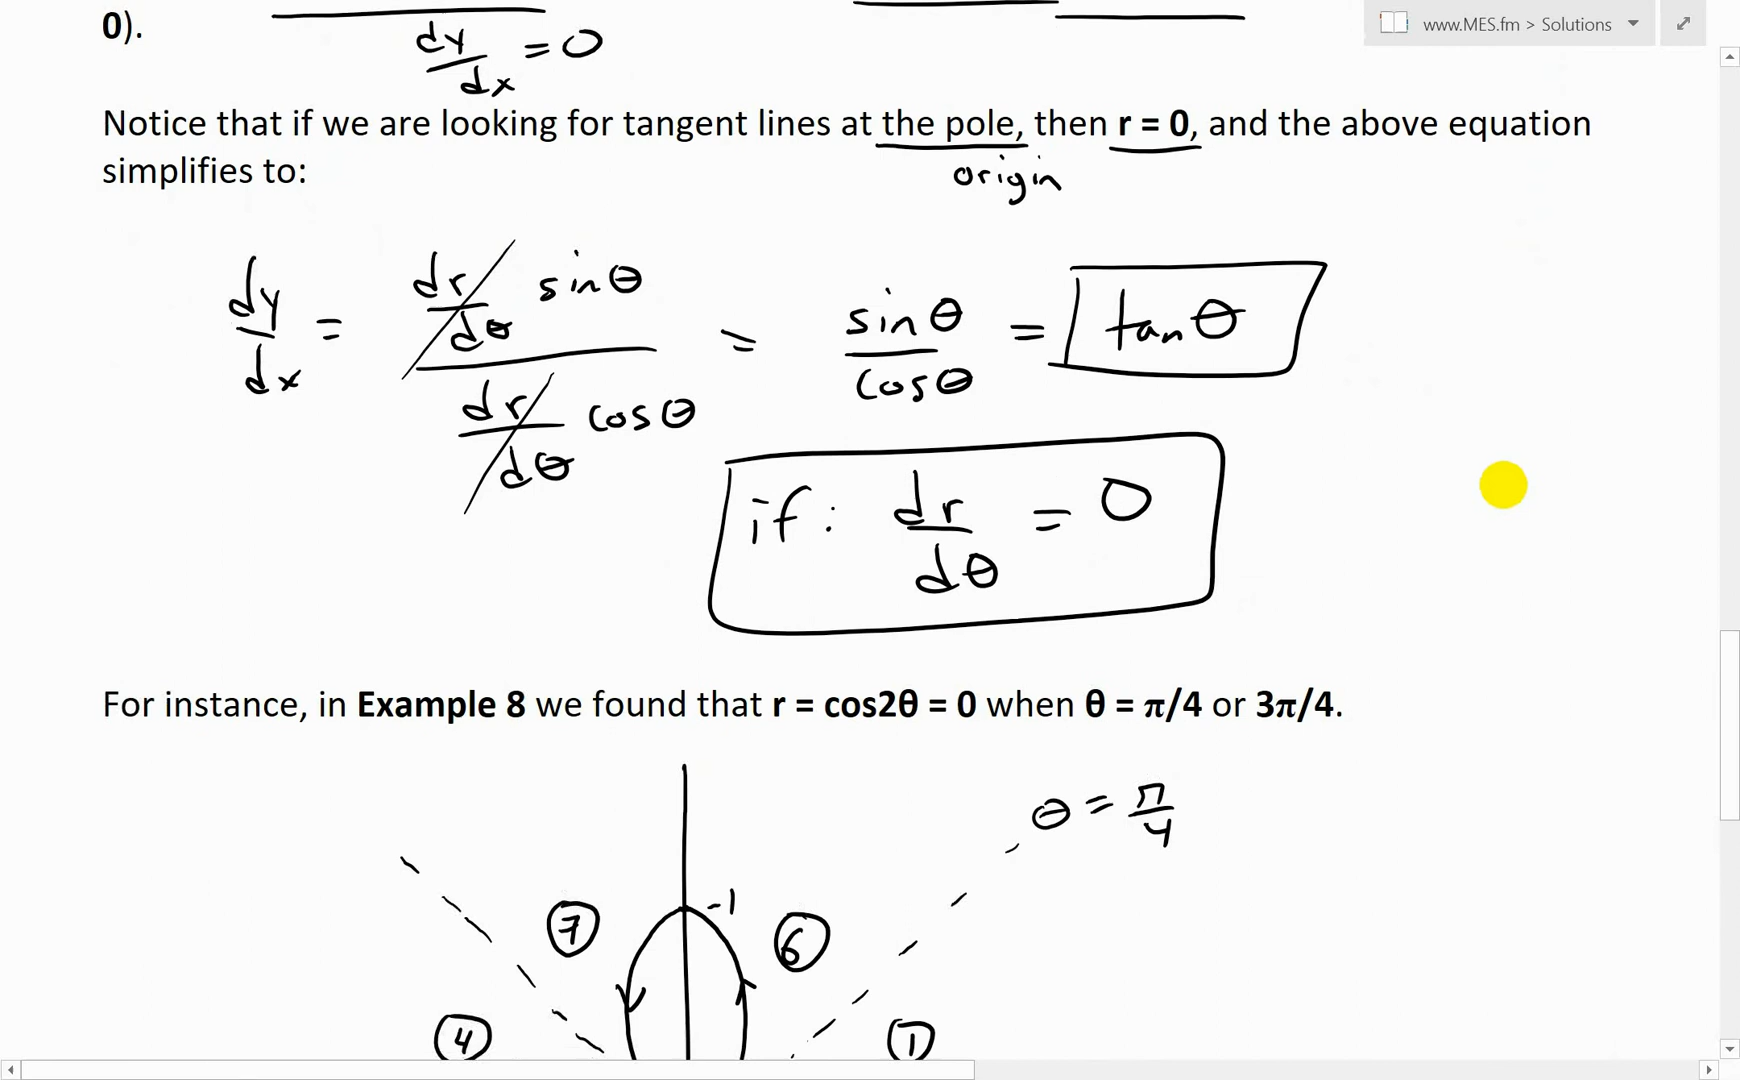 0).
www.MES.fm > Solutions
dy/dx = 0
Notice that if we are looking for tangent lines at the pole, then r = 0, and the above equation
simplifies to:
origin
dy/dx = (dr/dθ sinθ)/(dr/dθ cosθ) = sinθ/cosθ = tanθ
if: dr/dθ = 0
For instance, in Example 8 we found that r = cos2θ = 0 when θ = π/4 or 3π/4.
θ = π/4
-1
7
6
4
1